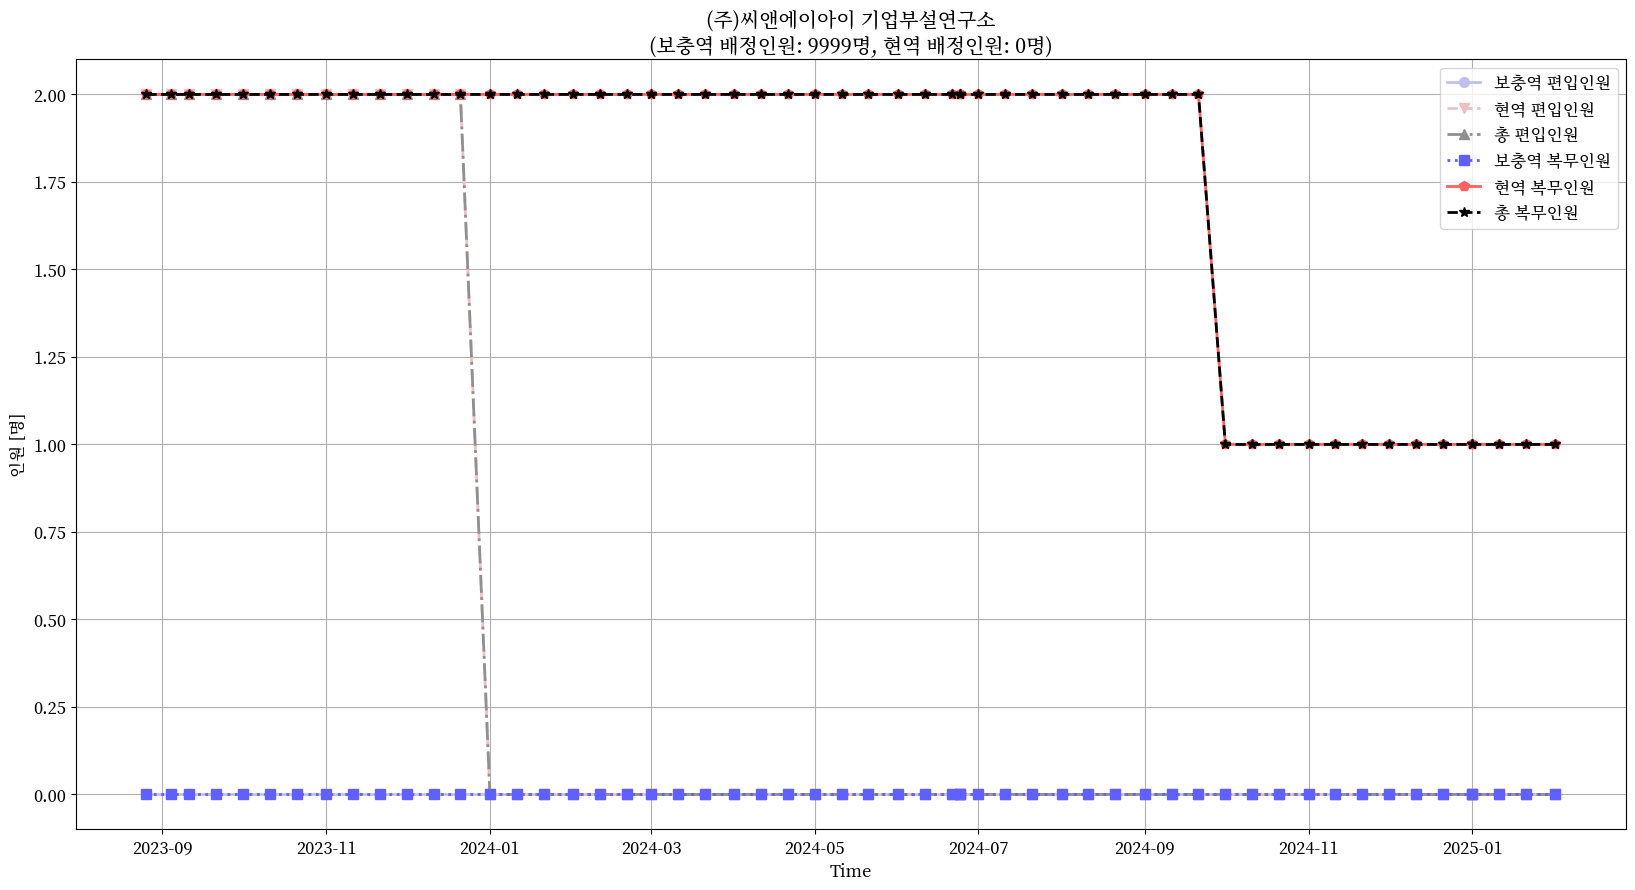 (주)씨앤에이아이 기업부설연구소
(보충역 배정인원: 9999명, 현역 배정인원: 0명)
보충역 편입인원
현역 편입인원
총 편입인원
보충역 복무인원
현역 복무인원
총 복무인원
2.00
1.75
1.50
1.25
1.00
0.75
0.50
0.25
0.00
인원 [명]
2023-09 2023-11 2024-01 2024-03 2024-05 2024-07 2024-09 2024-11 2025-01
Time